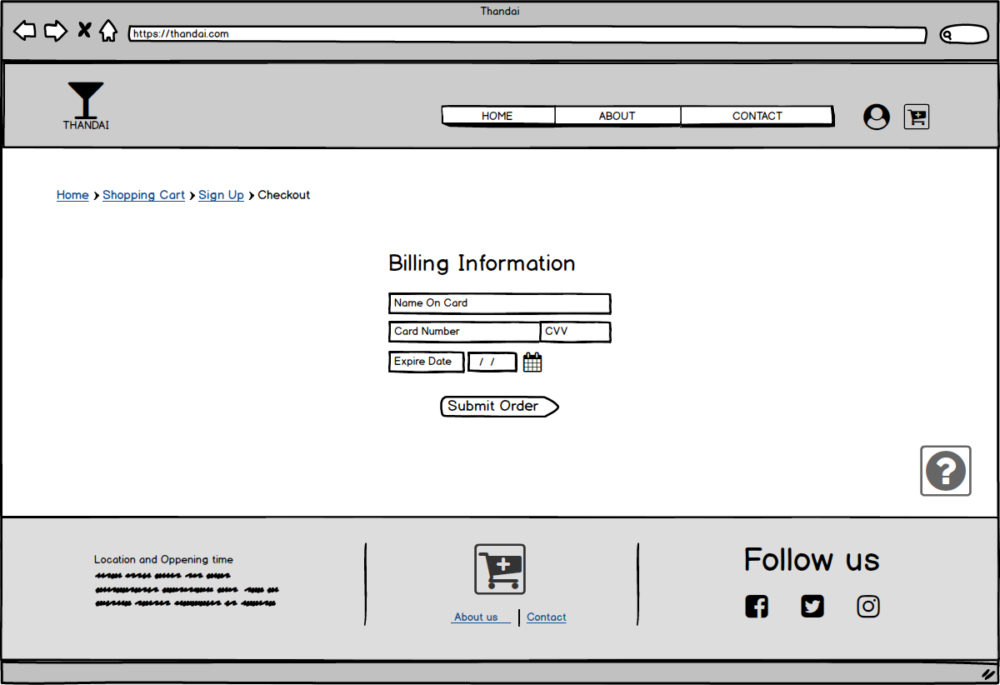 Thandai
https://thandai.com
THANDAI
HOME ABOUT CONTACT
Home Shopping Cart Sign Up Checkout
Billing Information
Name On Card
Card Number CVV
Expire Date / /
Submit Order
?
Location and Oppening time
About us Contact
Follow us